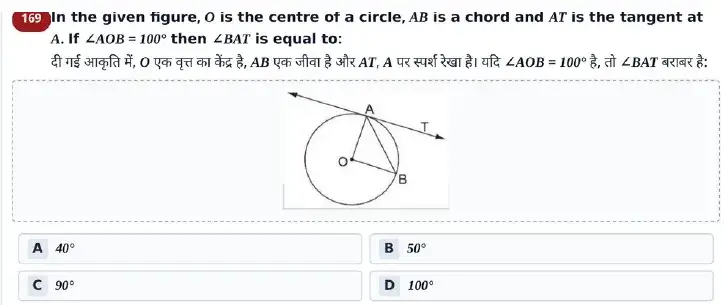 169 In the given figure, O is the centre of a circle, AB is a chord and AT is the tangent at
A. If ∠AOB = 100° then ∠BAT is equal to:
दी गई आकृति में, O एक वृत्त का केंद्र है, AB एक जीवा है और AT, A पर स्पर्श रेखा है। यदि ∠AOB = 100° है, तो ∠BAT बराबर है:
A
T
O
B
A 40°
B 50°
C 90°
D 100°